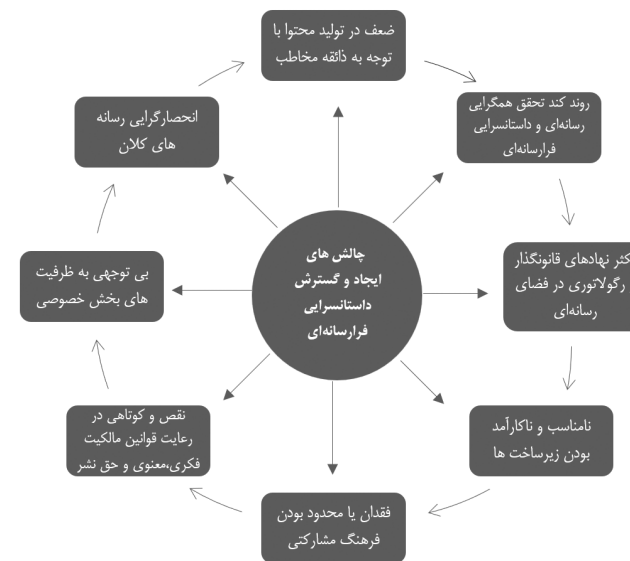 ضعف در تولید محتوا با
توجه به ذائقه مخاطب
روند کند تحقق همگرایی
رسانه‌ای و داستانسرایی
فرارسانه‌ای
نهادهای قانونگذار
رگولاتوری در فضای
رسانه‌ای
نامناسب و ناکارآمد
بودن زیرساخت ها
فقدان یا محدود بودن
فرهنگ مشارکتی
نقص و کوتاهی در
رعایت قوانین مالکیت
فکری،معنوی و حق نشر
بی توجهی به ظرفیت
های بخش خصوصی
انحصارگرایی رسانه
های کلان
چالش های
ایجاد و گسترش
داستانسرایی
فرارسانه‌ای